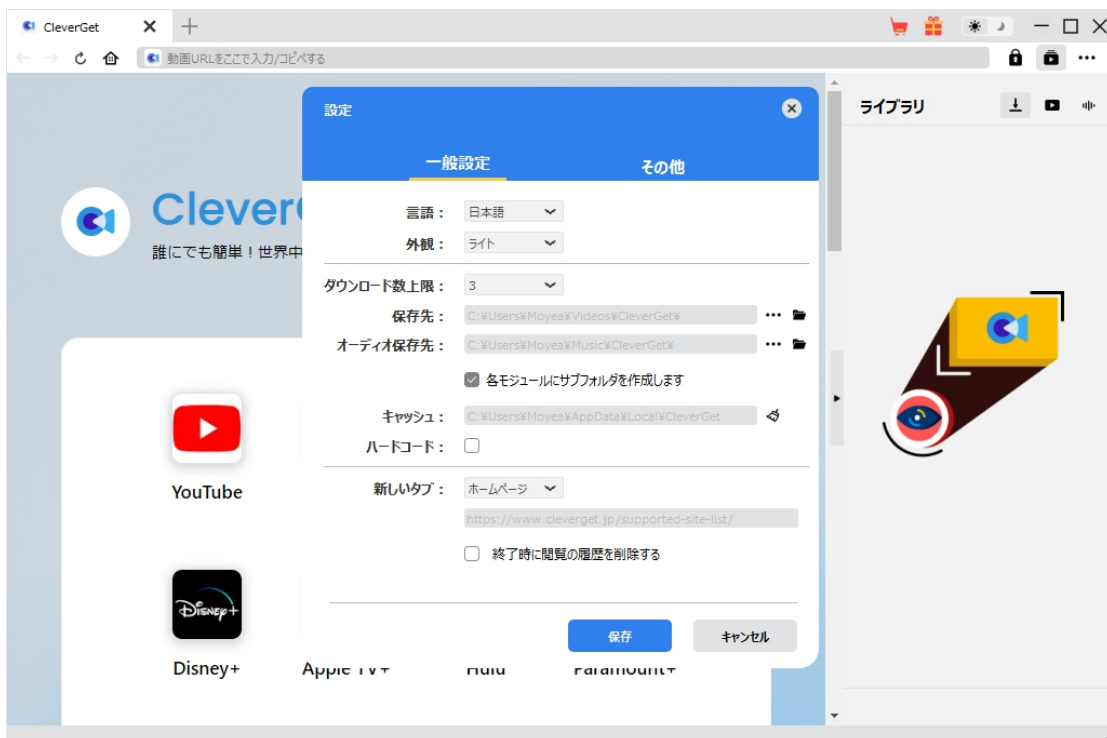 CleverGet
動画URLをここで入力/コピペする
ライブラリ
設定
一般設定 その他
CleverG
誰にでも簡単！世界中
言語： 日本語
外観： ライト
ダウンロード数上限： 3
保存先： C:¥Users¥Moyea¥Videos¥CleverGet¥
オーディオ保存先： C:¥Users¥Moyea¥Music¥CleverGet¥
各モジュールにサブフォルダを作成します
キャッシュ： C:¥Users¥Moyea¥AppData¥Local¥CleverGet
ハードコード：
新しいタブ： ホームページ
https://www.cleverget.jp/supported-site-list/
終了時に閲覧の履歴を削除する
保存 キャンセル
YouTube
Disney+
Disney+ Apple TV+ Hulu Paramount+